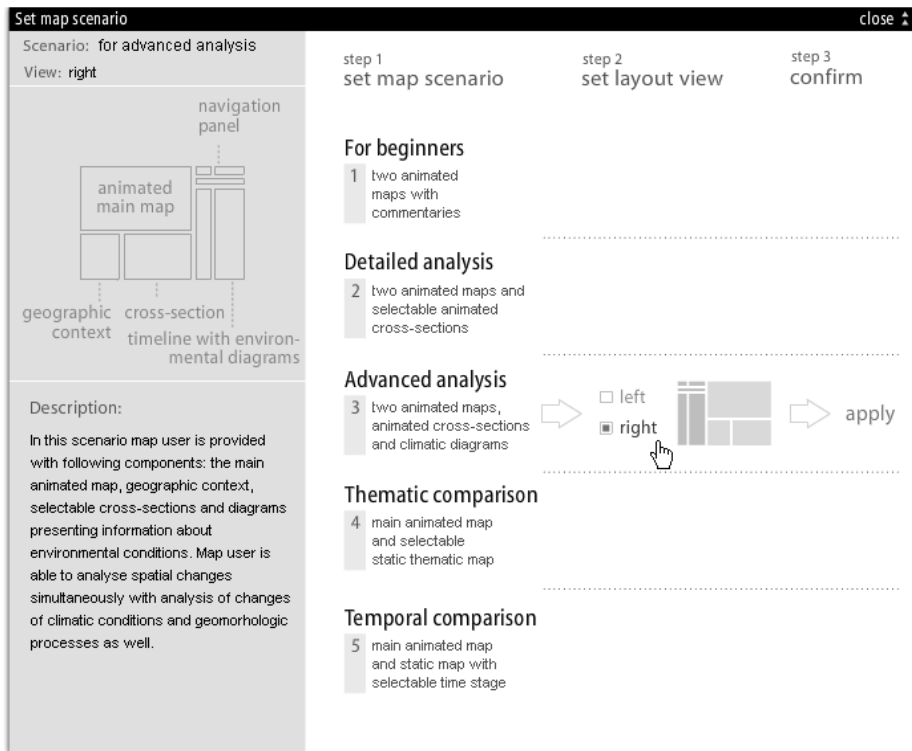 Set map scenario
close
Scenario: for advanced analysis
View: right
navigation
panel
animated
main map
geographic
context
cross-section
timeline with environ-
mental diagrams
Description:
In this scenario map user is provided
with following components: the main
animated map, geographic context,
selectable cross-sections and diagrams
presenting information about
environmental conditions. Map user is
able to analyse spatial changes
simultaneously with analysis of changes
of climatic conditions and geomorhologic
processes as well.
step 1
set map scenario
step 2
set layout view
step 3
confirm
For beginners
1
two animated
maps with
commentaries
Detailed analysis
2
two animated maps and
selectable animated
cross-sections
Advanced analysis
3
two animated maps,
animated cross-sections
and climatic diagrams
left
right
apply
Thematic comparison
4
main animated map
and selectable
static thematic map
Temporal comparison
5
main animated map
and static map with
selectable time stage